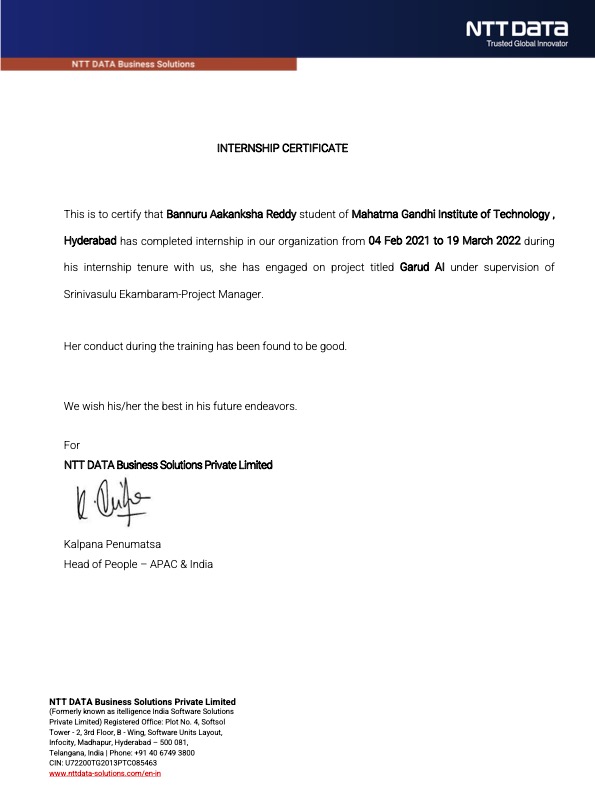 NTT DATA
Trusted Global Innovator
NTT DATA Business Solutions
INTERNSHIP CERTIFICATE
This is to certify that Bannuru Aakanksha Reddy student of Mahatma Gandhi Institute of Technology ,
Hyderabad has completed internship in our organization from 04 Feb 2021 to 19 March 2022 during
his internship tenure with us, she has engaged on project titled Garud AI under supervision of
Srinivasulu Ekambaram-Project Manager.
Her conduct during the training has been found to be good.
We wish his/her the best in his future endeavors.
For
NTT DATA Business Solutions Private Limited
Kalpana Penumatsa
Head of People – APAC & India
NTT DATA Business Solutions Private Limited
(Formerly known as itelligence India Software Solutions
Private Limited) Registered Office: Plot No. 4, Softsol
Tower - 2, 3rd Floor, B - Wing, Software Units Layout,
Infocity, Madhapur, Hyderabad – 500 081,
Telangana, India | Phone: +91 40 6749 3800
CIN: U72200TG2013PTC085463
www.nttdata-solutions.com/en-in